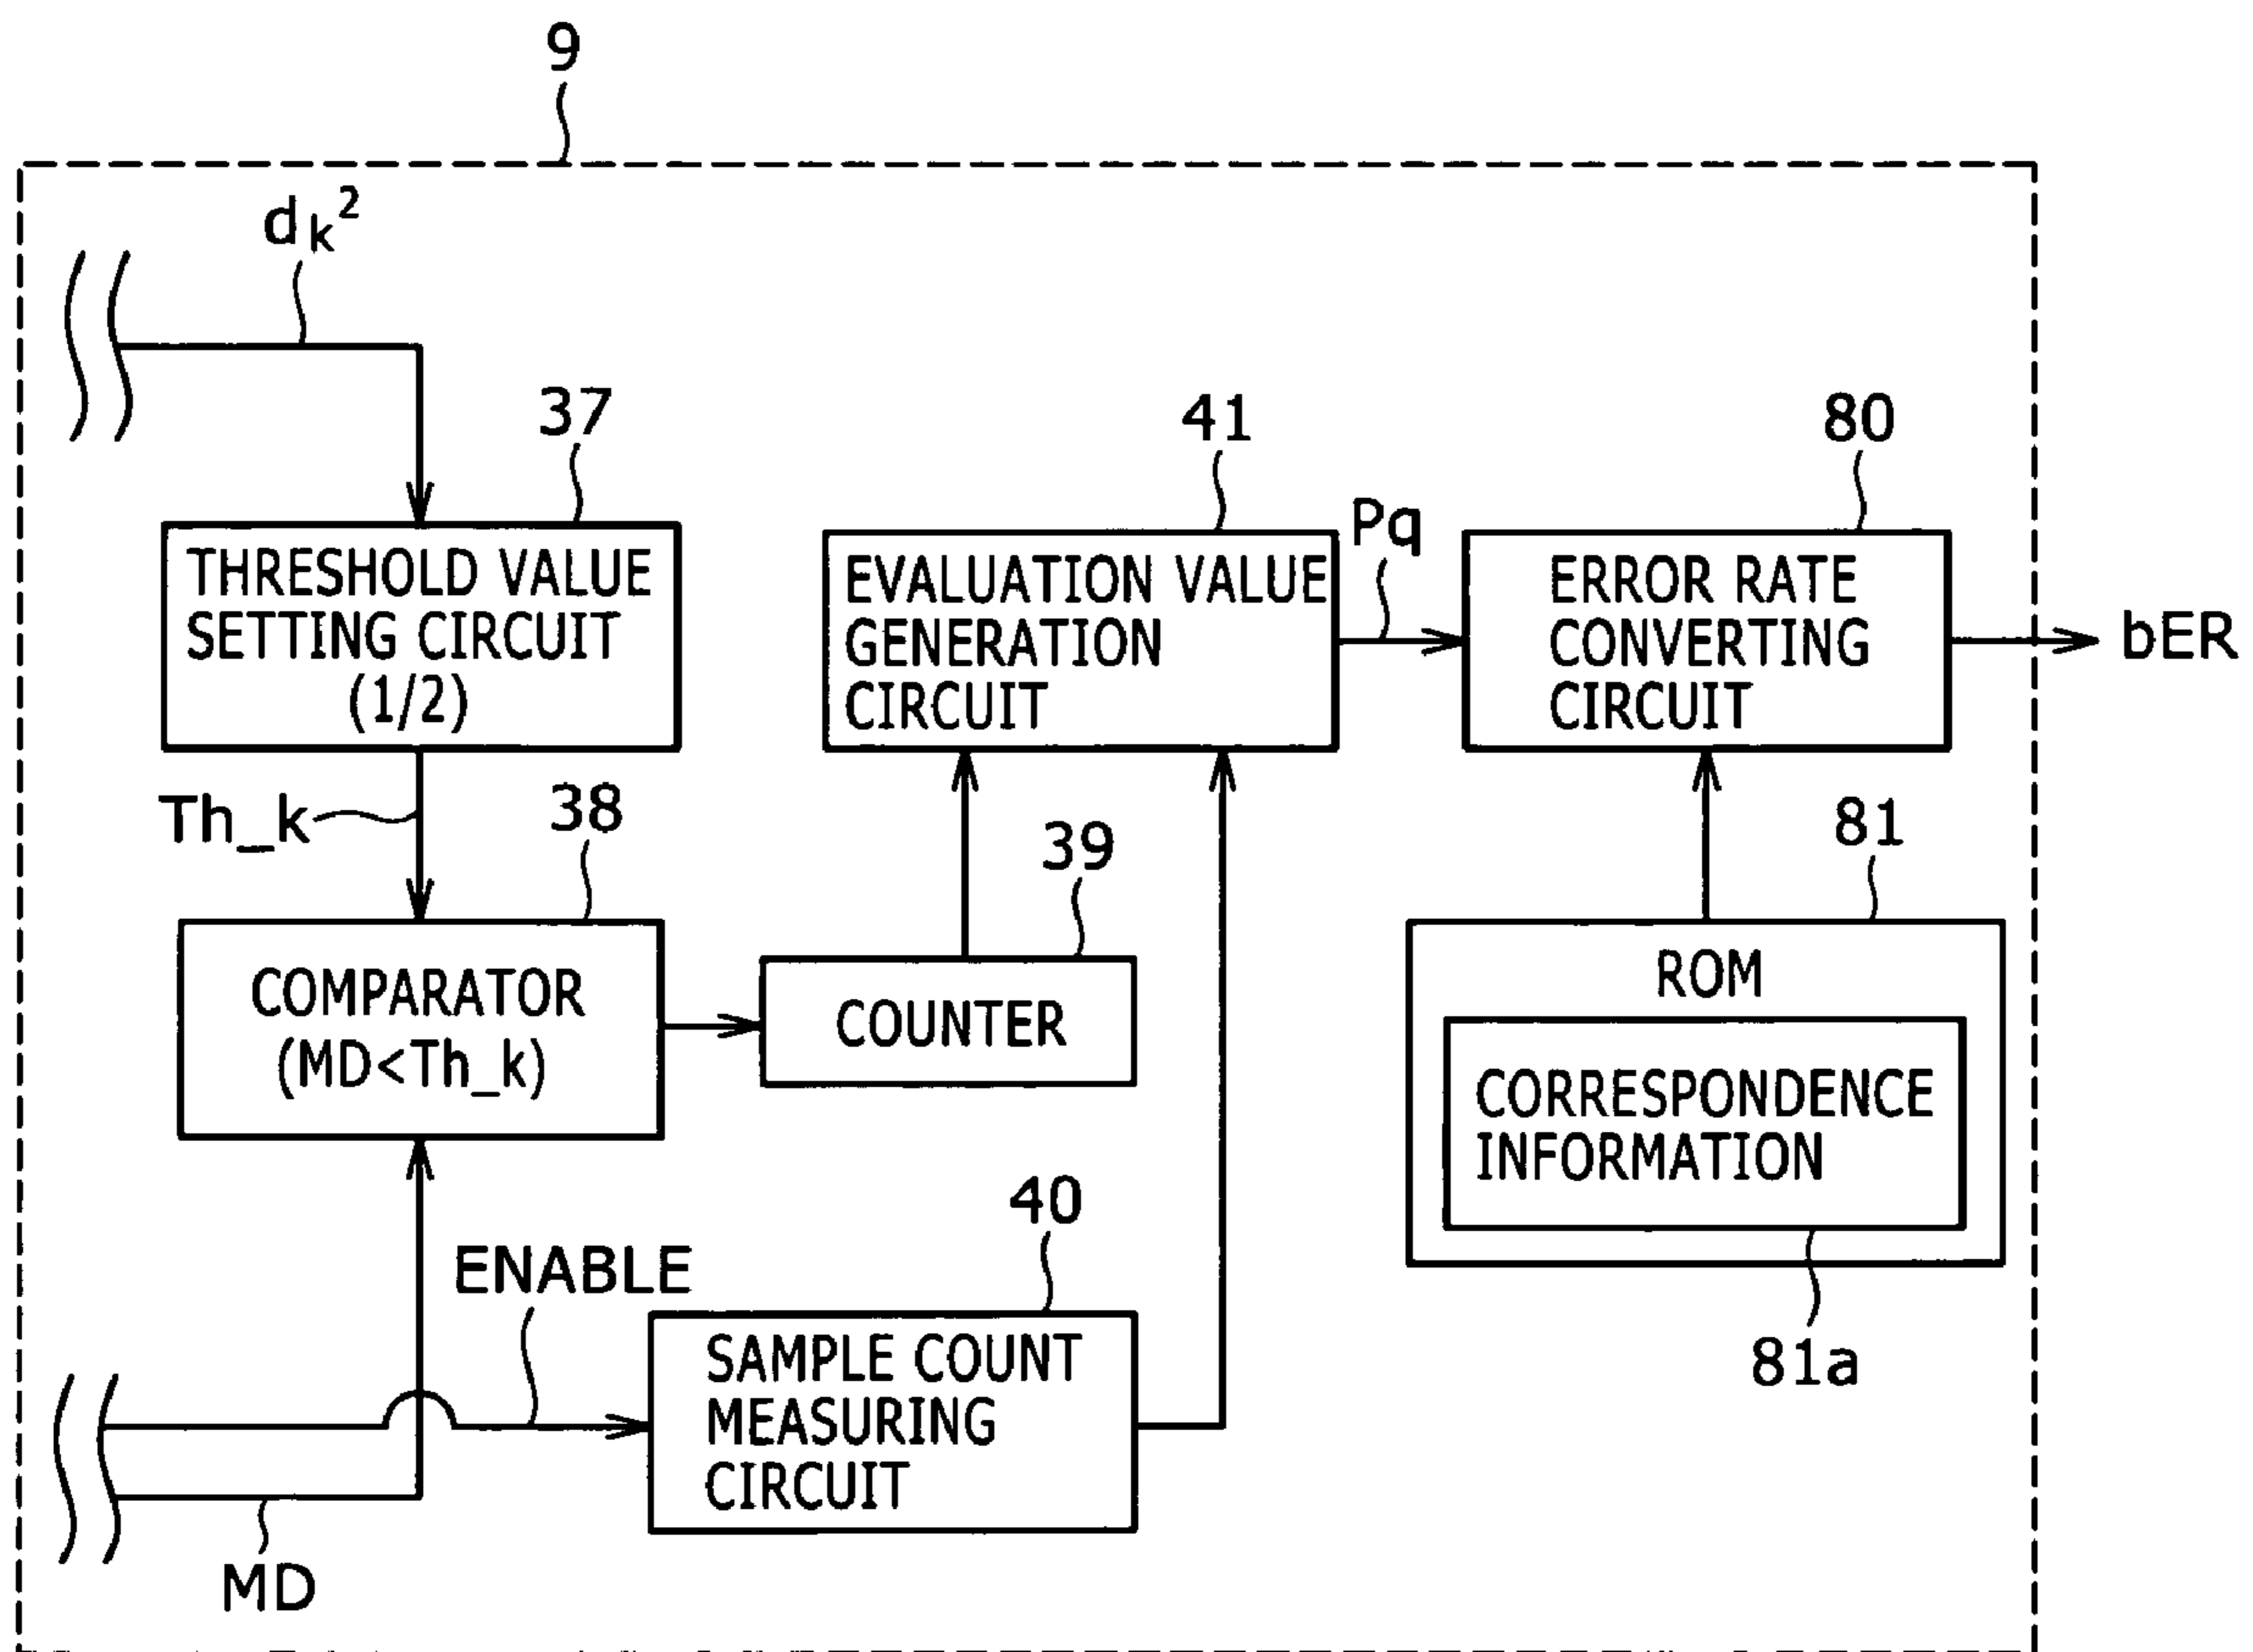 9
dk²
37
THRESHOLD VALUE
SETTING CIRCUIT
(1/2)
41
EVALUATION VALUE
GENERATION
CIRCUIT
Pq
80
ERROR RATE
CONVERTING
CIRCUIT
bER
Th_k
38
COMPARATOR
(MD<Th_k)
39
COUNTER
81
ROM
CORRESPONDENCE
INFORMATION
81a
ENABLE
40
SAMPLE COUNT
MEASURING
CIRCUIT
MD